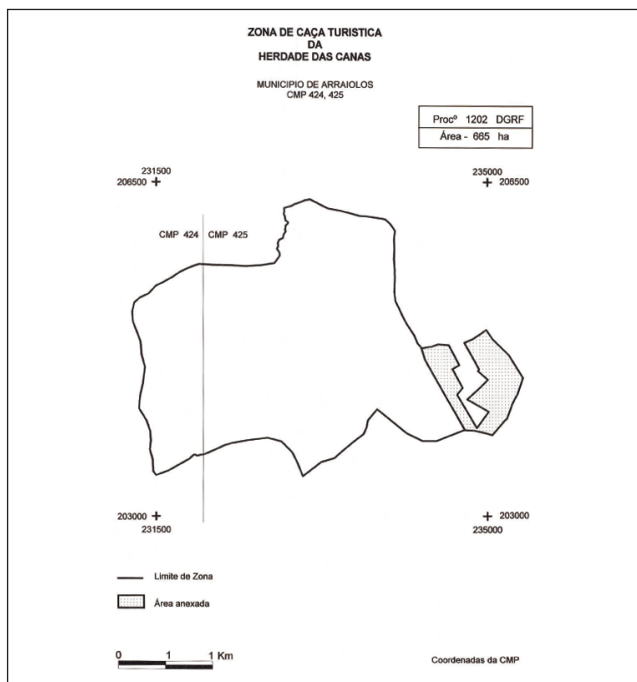 ZONA DE CAÇA TURISTICA
DA
HERDADE DAS CANAS
MUNICIPIO DE ARRAIOLOS
CMP 424, 425
Procº 1202 DGRF
Área - 665 ha
231500
206500
235000
206500
CMP 424
CMP 425
203000
231500
203000
235000
Limite de Zona
Área anexada
0 1 1 Km
Coordenadas da CMP